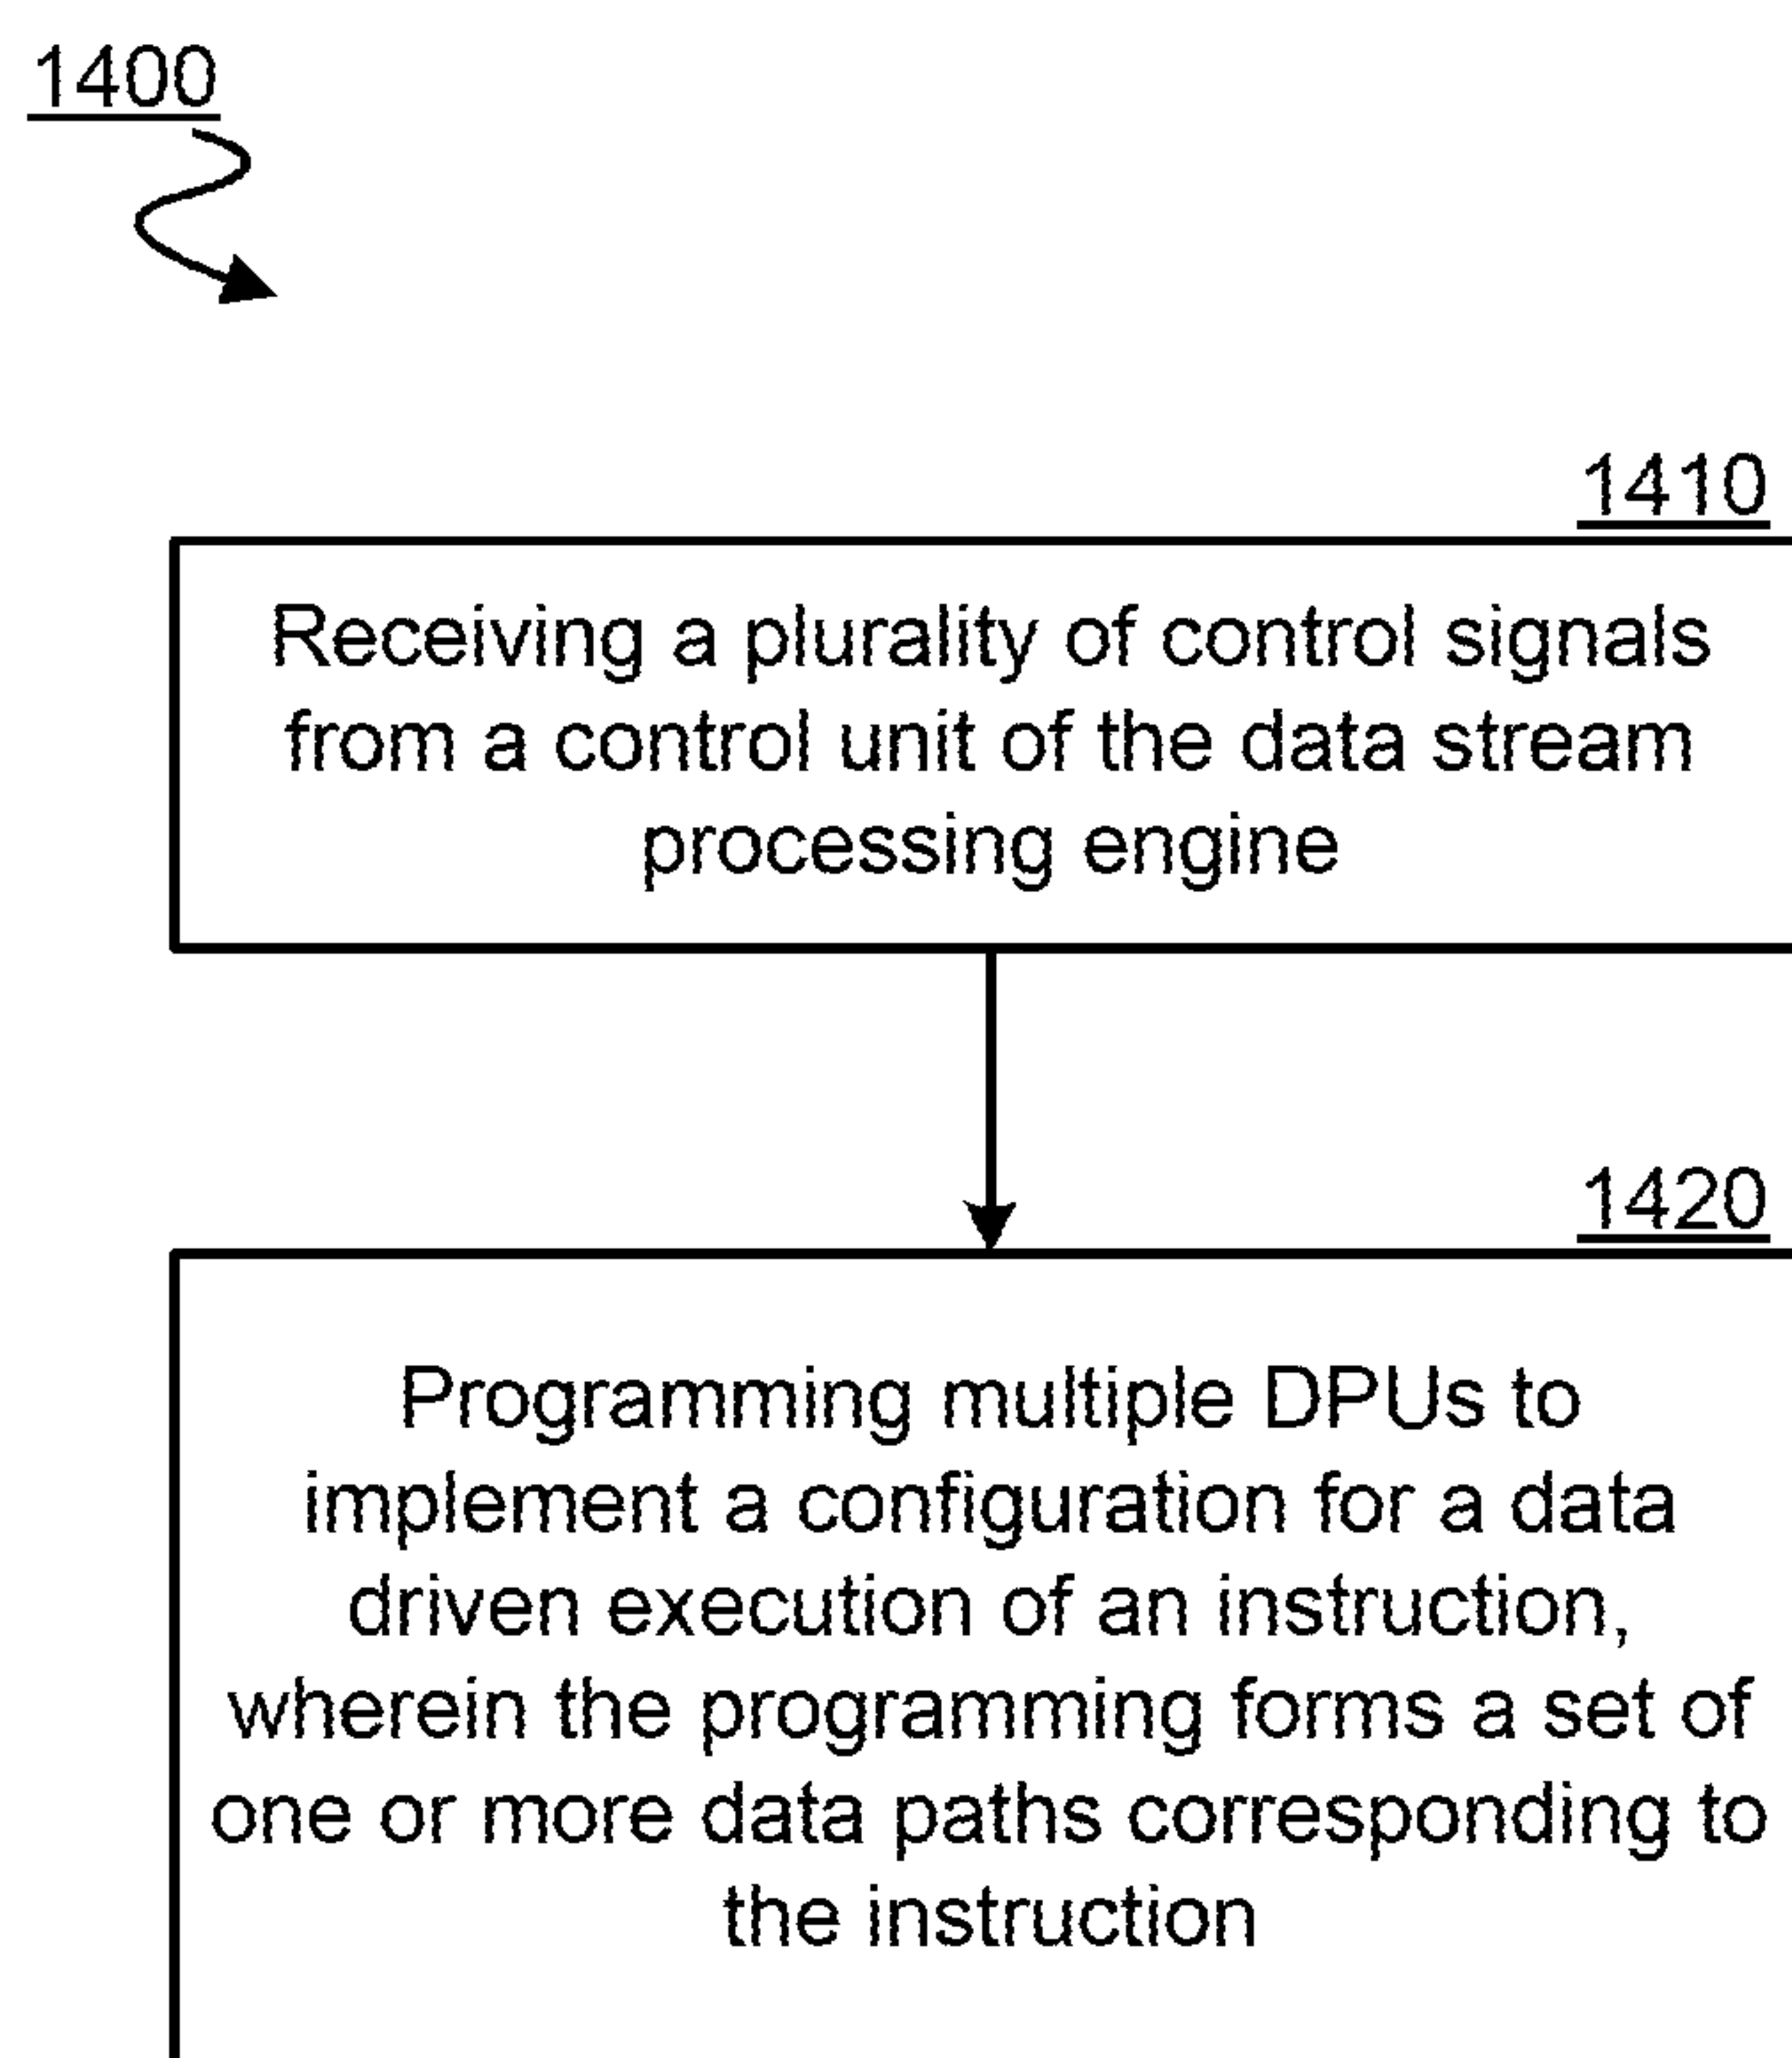 1400
1410
Receiving a plurality of control signals
from a control unit of the data stream
processing engine
1420
Programming multiple DPUs to
implement a configuration for a data
driven execution of an instruction,
wherein the programming forms a set of
one or more data paths corresponding to
the instruction